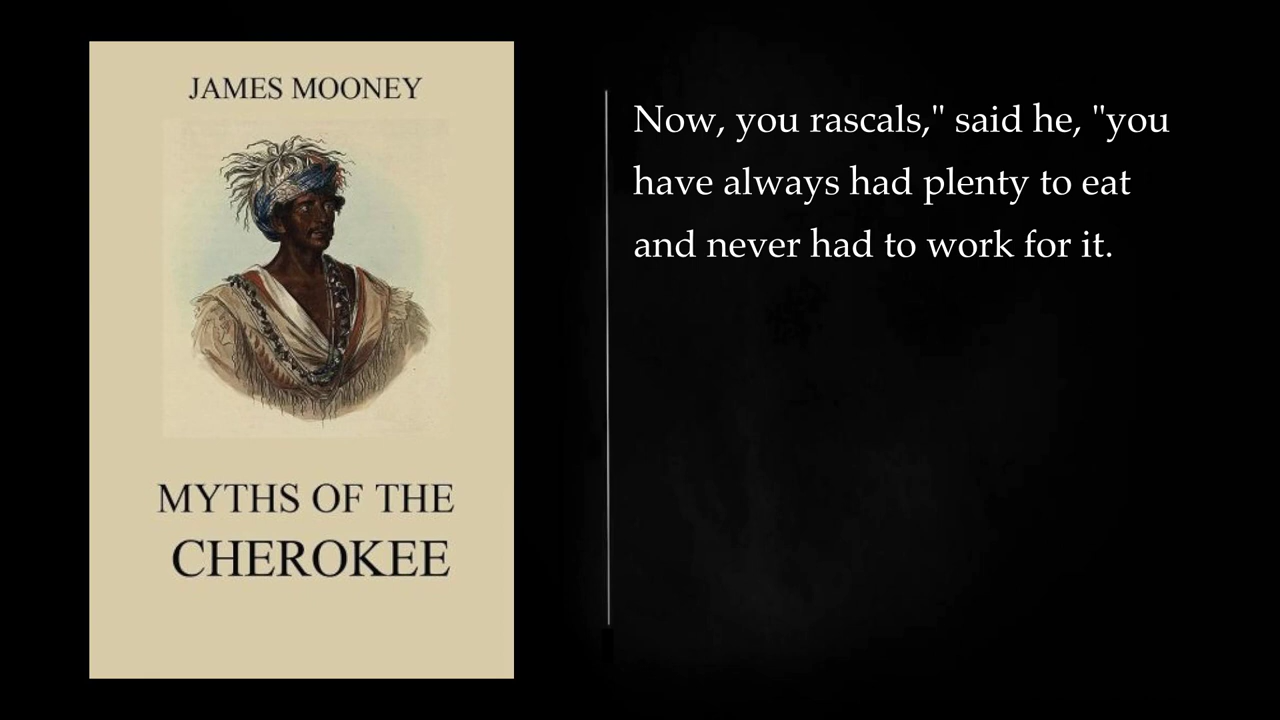 JAMES MOONEY
MYTHS OF THE
CHEROKEE
Now, you rascals," said he, "you
have always had plenty to eat
and never had to work for it.